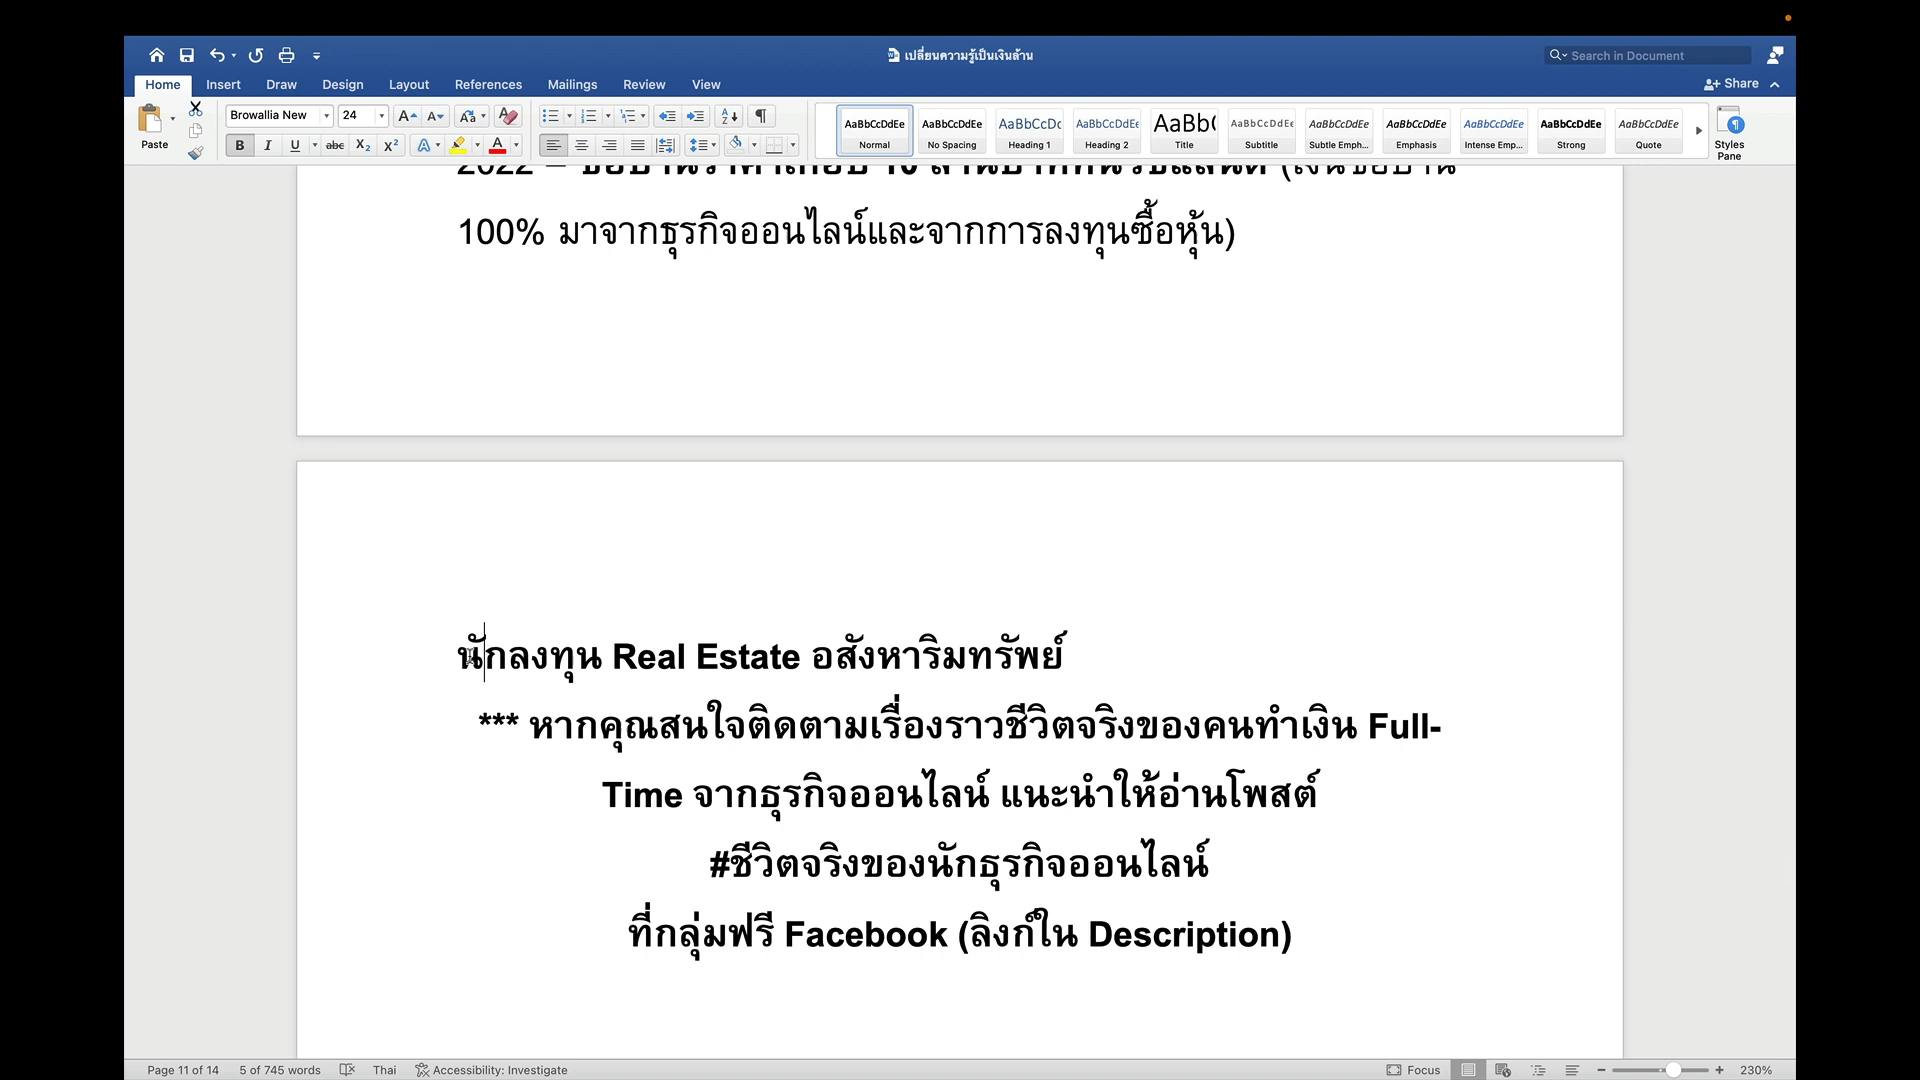 เปลี่ยนความรู้เป็นเงินล้าน
Search in Document
Home Insert Draw Design Layout References Mailings Review View
Share
Paste
Browallia New 24
AaBbCcDdEe AaBbCcDdEe AaBbCcDc AaBbCcDdEe AaBb( AaBbCcDdEe AaBbCcDdEe AaBbCcDdEe AaBbCcDdEe AaBbCcDdEe AaBbCcDdEe
Normal No Spacing Heading 1 Heading 2 Title Subtitle Subtle Emph... Emphasis Intense Emp... Strong Quote
Styles
Pane
100% มาจากธุรกิจออนไลน์และจากการลงทุนซื้อหุ้น)
นักลงทุน Real Estate อสังหาริมทรัพย์
*** หากคุณสนใจติดตามเรื่องราวชีวิตจริงของคนทำเงิน Full-
Time จากธุรกิจออนไลน์ แนะนำให้อ่านโพสต์
#ชีวิตจริงของนักธุรกิจออนไลน์
ที่กลุ่มฟรี Facebook (ลิงก์ใน Description)
Page 11 of 14 5 of 745 words Thai Accessibility: Investigate Focus 230%